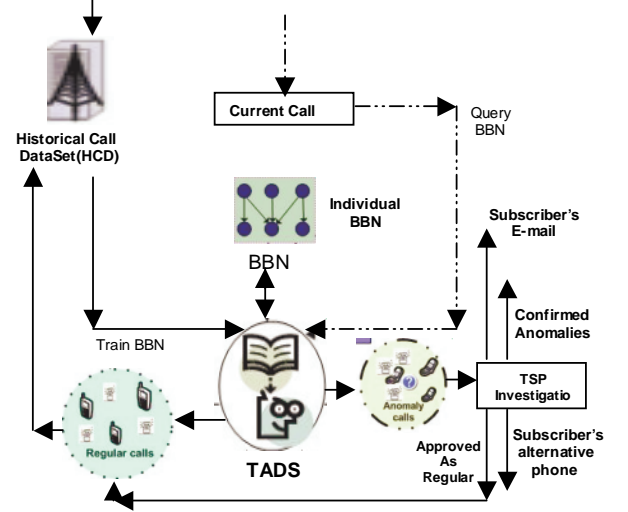 Current Call
Query
BBN
Historical Call
DataSet(HCD)
Individual
BBN
Subscriber's
E-mail
BBN
Confirmed
Anomalies
Train BBN
TSP
Investigatio
Anomaly
calls
?
Regular calls
TADS
Approved
As
Regular
Subscriber's
alternative
phone